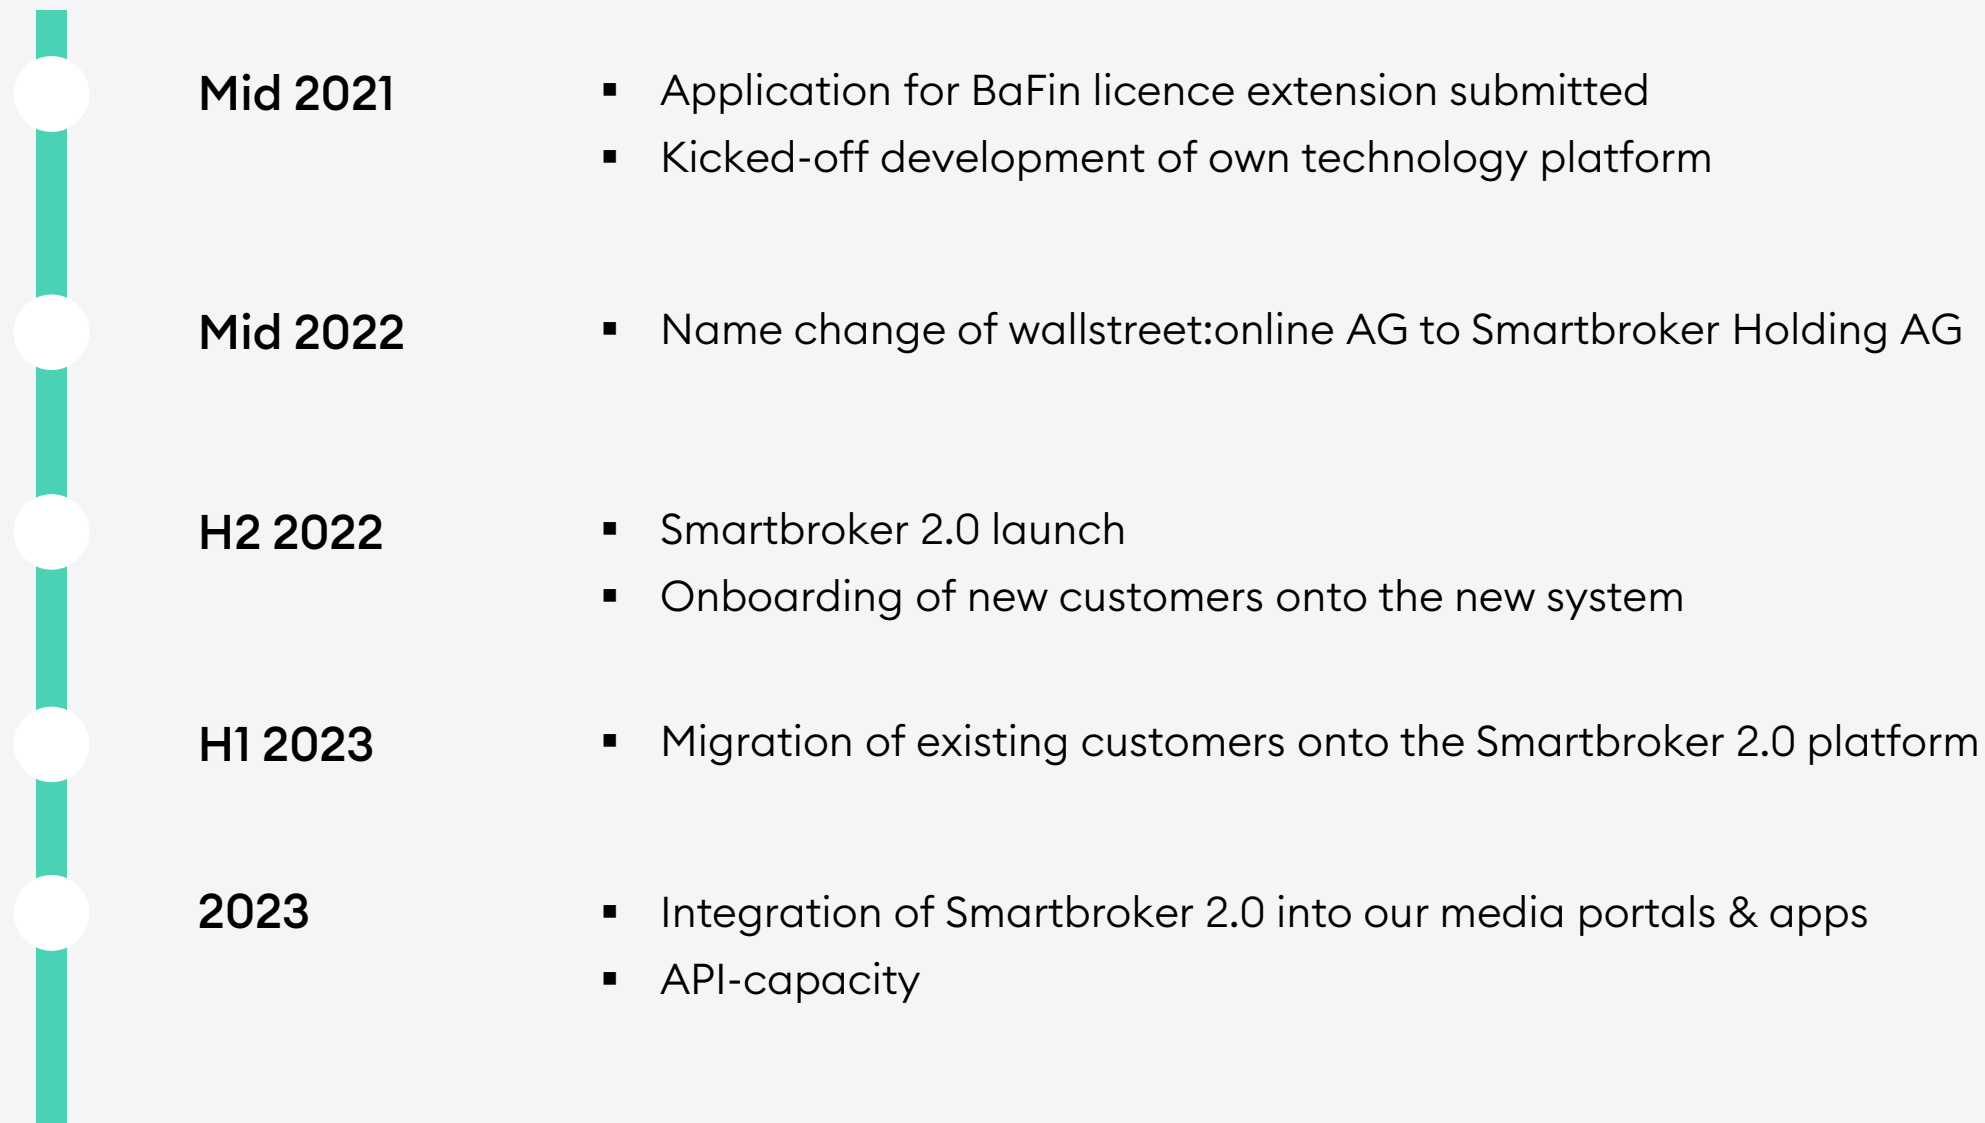 Mid 2021
▪ Application for BaFin licence extension submitted
▪ Kicked-off development of own technology platform
Mid 2022
▪ Name change of wallstreet:online AG to Smartbroker Holding AG
H2 2022
▪ Smartbroker 2.0 launch
▪ Onboarding of new customers onto the new system
H1 2023
▪ Migration of existing customers onto the Smartbroker 2.0 platform
2023
▪ Integration of Smartbroker 2.0 into our media portals & apps
▪ API-capacity